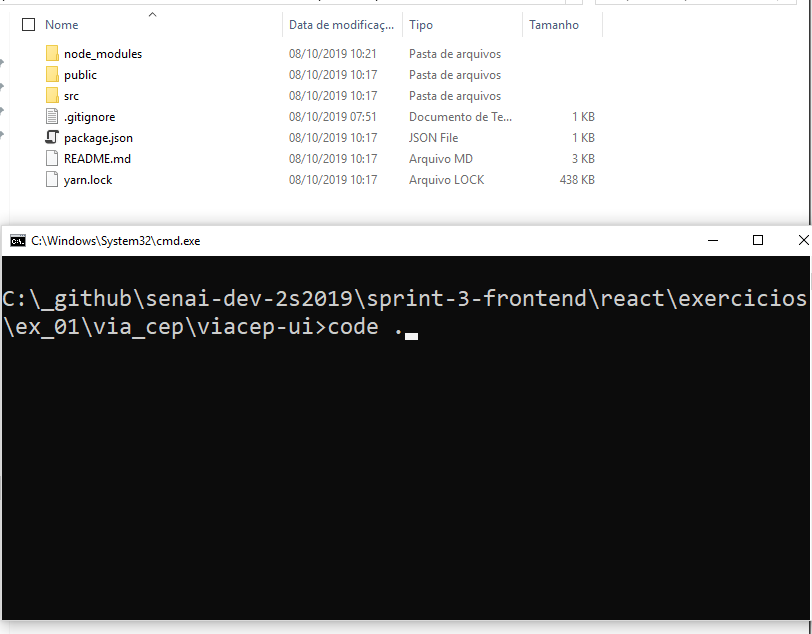 Nome Data de modificaç... Tipo Tamanho
node_modules 08/10/2019 10:21 Pasta de arquivos
public 08/10/2019 10:17 Pasta de arquivos
src 08/10/2019 10:17 Pasta de arquivos
.gitignore 08/10/2019 07:51 Documento de Te... 1 KB
package.json 08/10/2019 10:17 JSON File 1 KB
README.md 08/10/2019 10:17 Arquivo MD 3 KB
yarn.lock 08/10/2019 10:17 Arquivo LOCK 438 KB
C:\Windows\System32\cmd.exe
C:\_github\senai-dev-2s2019\sprint-3-frontend\react\exercicios
\ex_01\via_cep\viacep-ui>code .